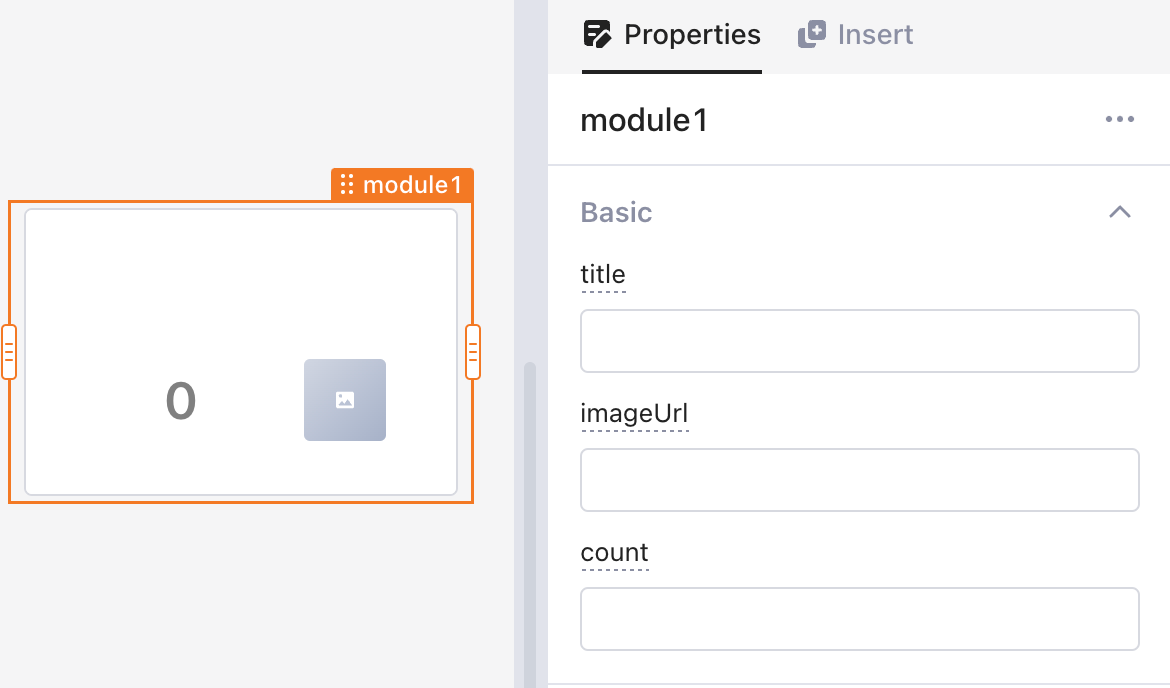 Properties Insert
module1
module1
0
Basic
title
imageUrl
count